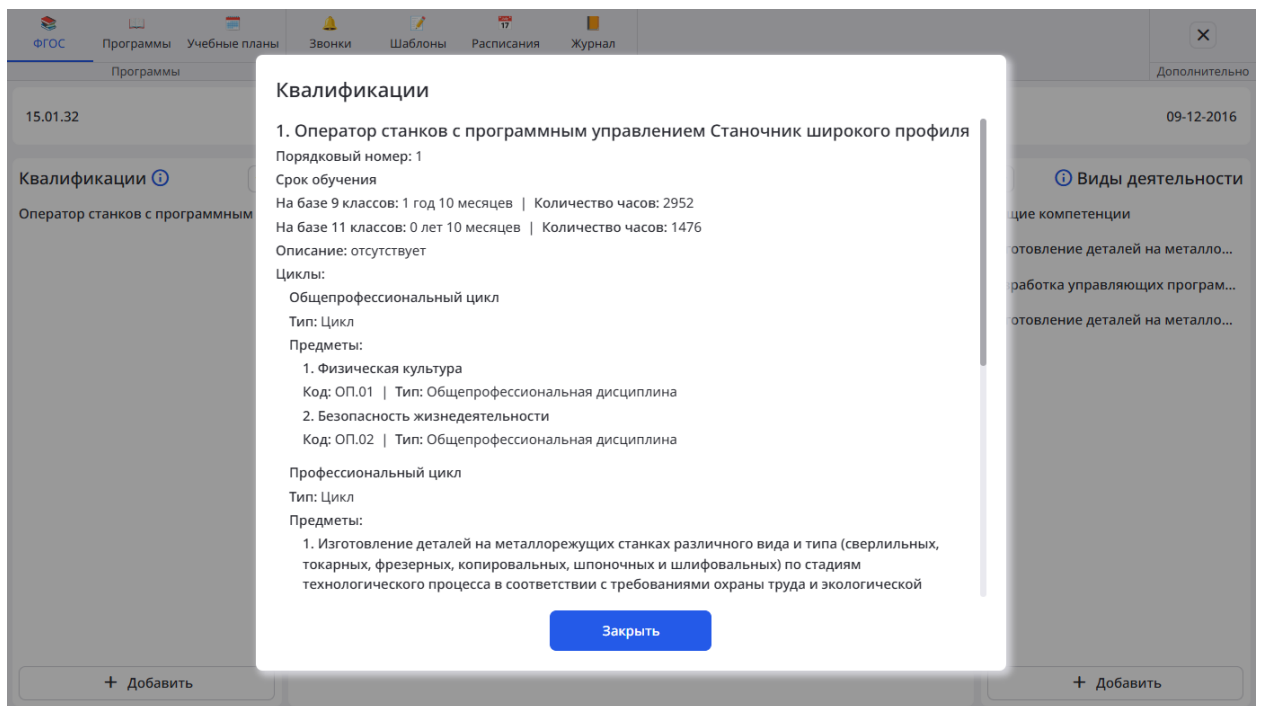 ФГОС Программы Учебные планы Звонки Шаблоны Расписания Журнал
Программы Дополнительно
15.01.32 09-12-2016
Квалификации Виды деятельности
Оператор станков с программным
компетенции
деталей на металло...
управляющих програм...
деталей на металло...
Квалификации
1. Оператор станков с программным управлением Станочник широкого профиля
Порядковый номер: 1
Срок обучения
На базе 9 классов: 1 год 10 месяцев | Количество часов: 2952
На базе 11 классов: 0 лет 10 месяцев | Количество часов: 1476
Описание: отсутствует
Циклы:
Общепрофессиональный цикл
Тип: Цикл
Предметы:
1. Физическая культура
Код: ОП.01 | Тип: Общепрофессиональная дисциплина
2. Безопасность жизнедеятельности
Код: ОП.02 | Тип: Общепрофессиональная дисциплина
Профессиональный цикл
Тип: Цикл
Предметы:
1. Изготовление деталей на металлорежущих станках различного вида и типа (сверлильных,
токарных, фрезерных, копировальных, шпоночных и шлифовальных) по стадиям
технологического процесса в соответствии с требованиями охраны труда и экологической
Закрыть
+ Добавить + Добавить